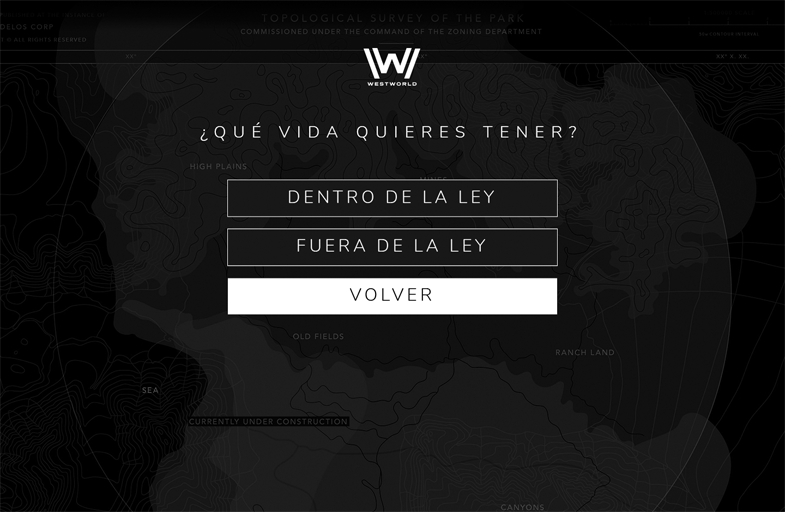 TOPOLOGICAL SURVEY OF THE PARK
DELOS CORP
COMMISSIONED UNDER THE COMMAND OF THE ZONING DEPARTMENT
ALL RIGHTS RESERVED
WESTWORLD
¿QUÉ VIDA QUIERES TENER?
HIGH PLAINS
DENTRO DE LA LEY
FUERA DE LA LEY
VOLVER
OLD FIELDS
RANCH LAND
SEA
CURRENTLY UNDER CONSTRUCTION
CANYONS